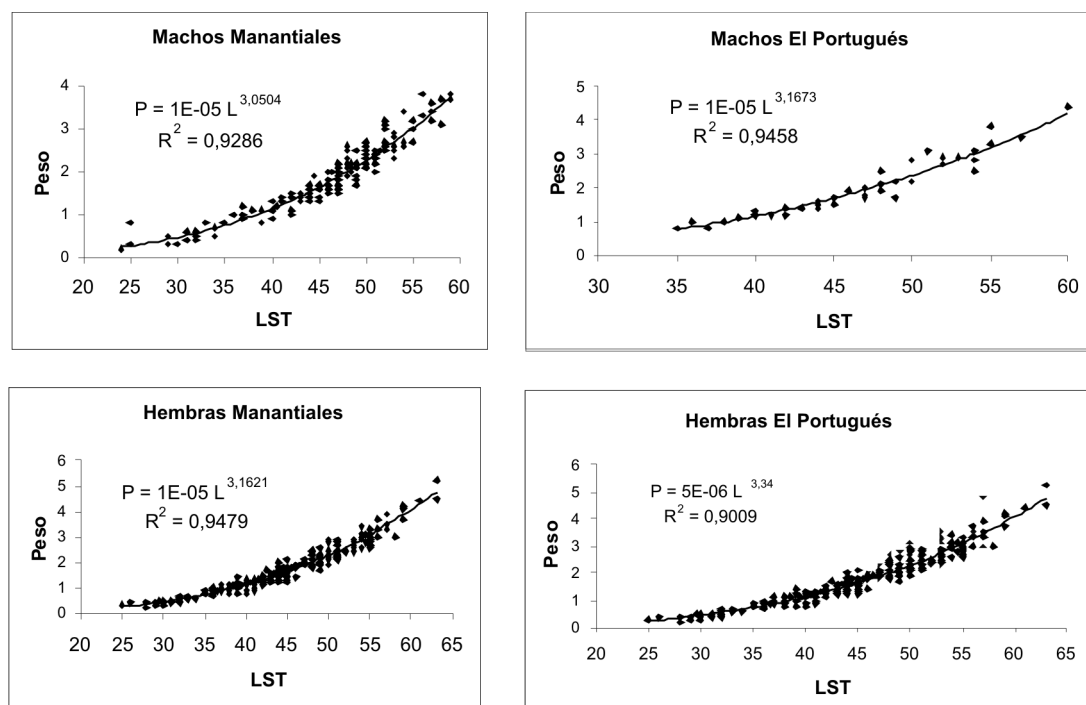 Machos Manantiales
P = 1E-05 L^3,0504
R^2 = 0,9286
Peso
4
3
2
1
0
20 25 30 35 40 45 50 55 60
LST
Machos El Portugués
P = 1E-05 L^3,1673
R^2 = 0,9458
Peso
5
4
3
2
1
0
30 35 40 45 50 55 60
LST
Hembras Manantiales
P = 1E-05 L^3,1621
R^2 = 0,9479
Peso
6
5
4
3
2
1
0
20 25 30 35 40 45 50 55 60 65
LST
Hembras El Portugués
P = 5E-06 L^3,34
R^2 = 0,9009
Peso
6
5
4
3
2
1
0
20 25 30 35 40 45 50 55 60 65
LST